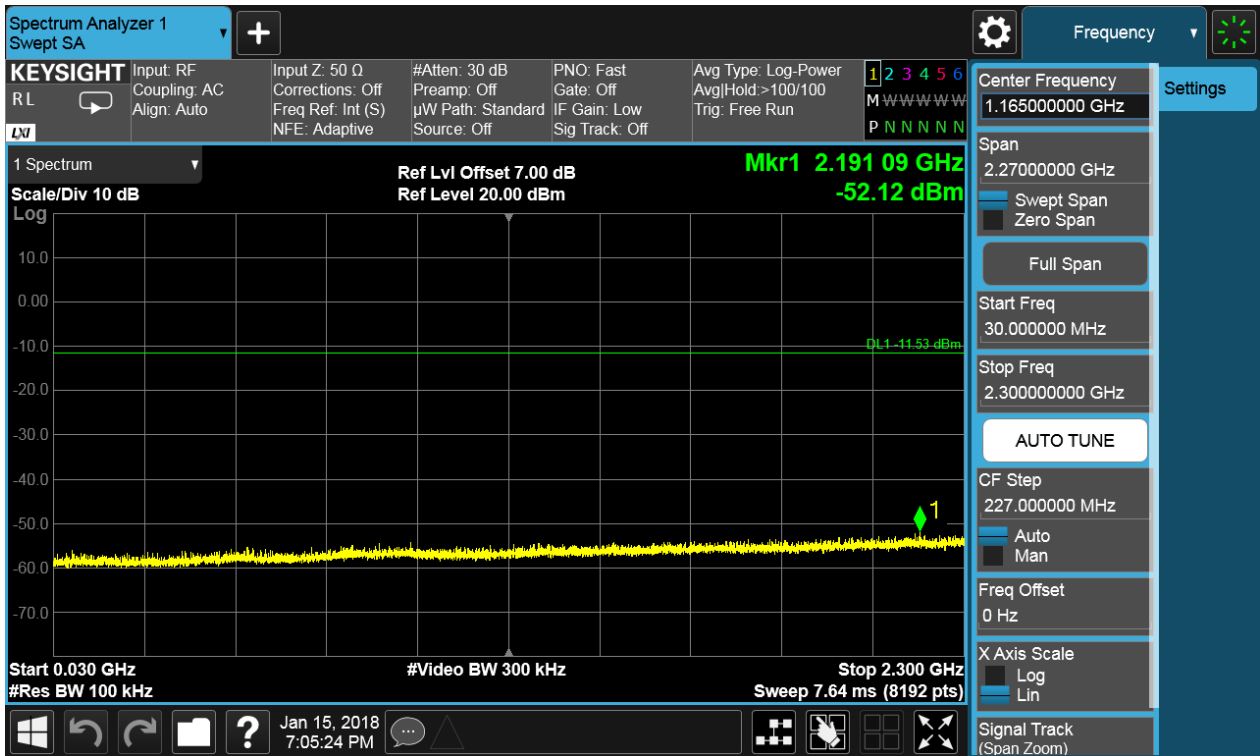 Spectrum Analyzer 1
Swept SA
Frequency
KEYSIGHT
R L
LXI
Input: RF
Coupling: AC
Align: Auto
Input Z: 50 Ω
Corrections: Off
Freq Ref: Int (S)
NFE: Adaptive
#Atten: 30 dB
Preamp: Off
µW Path: Standard
Source: Off
PNO: Fast
Gate: Off
IF Gain: Low
Sig Track: Off
Avg Type: Log-Power
Avg|Hold:>100/100
Trig: Free Run
1 2 3 4 5 6
M W W W W W
P N N N N N
1 Spectrum
Scale/Div 10 dB
Log
Ref Lvl Offset 7.00 dB
Ref Level 20.00 dBm
Mkr1 2.191 09 GHz
-52.12 dBm
10.0
0.00
-10.0
-20.0
-30.0
-40.0
-50.0
-60.0
-70.0
DL1 -11.53 dBm
1
Start 0.030 GHz
#Res BW 100 kHz
#Video BW 300 kHz
Stop 2.300 GHz
Sweep 7.64 ms (8192 pts)
Center Frequency
1.165000000 GHz
Span
2.27000000 GHz
Swept Span
Zero Span
Full Span
Start Freq
30.000000 MHz
Stop Freq
2.300000000 GHz
AUTO TUNE
CF Step
227.000000 MHz
Auto
Man
Freq Offset
0 Hz
X Axis Scale
Log
Lin
Signal Track
(Span Zoom)
Settings
?
Jan 15, 2018
7:05:24 PM